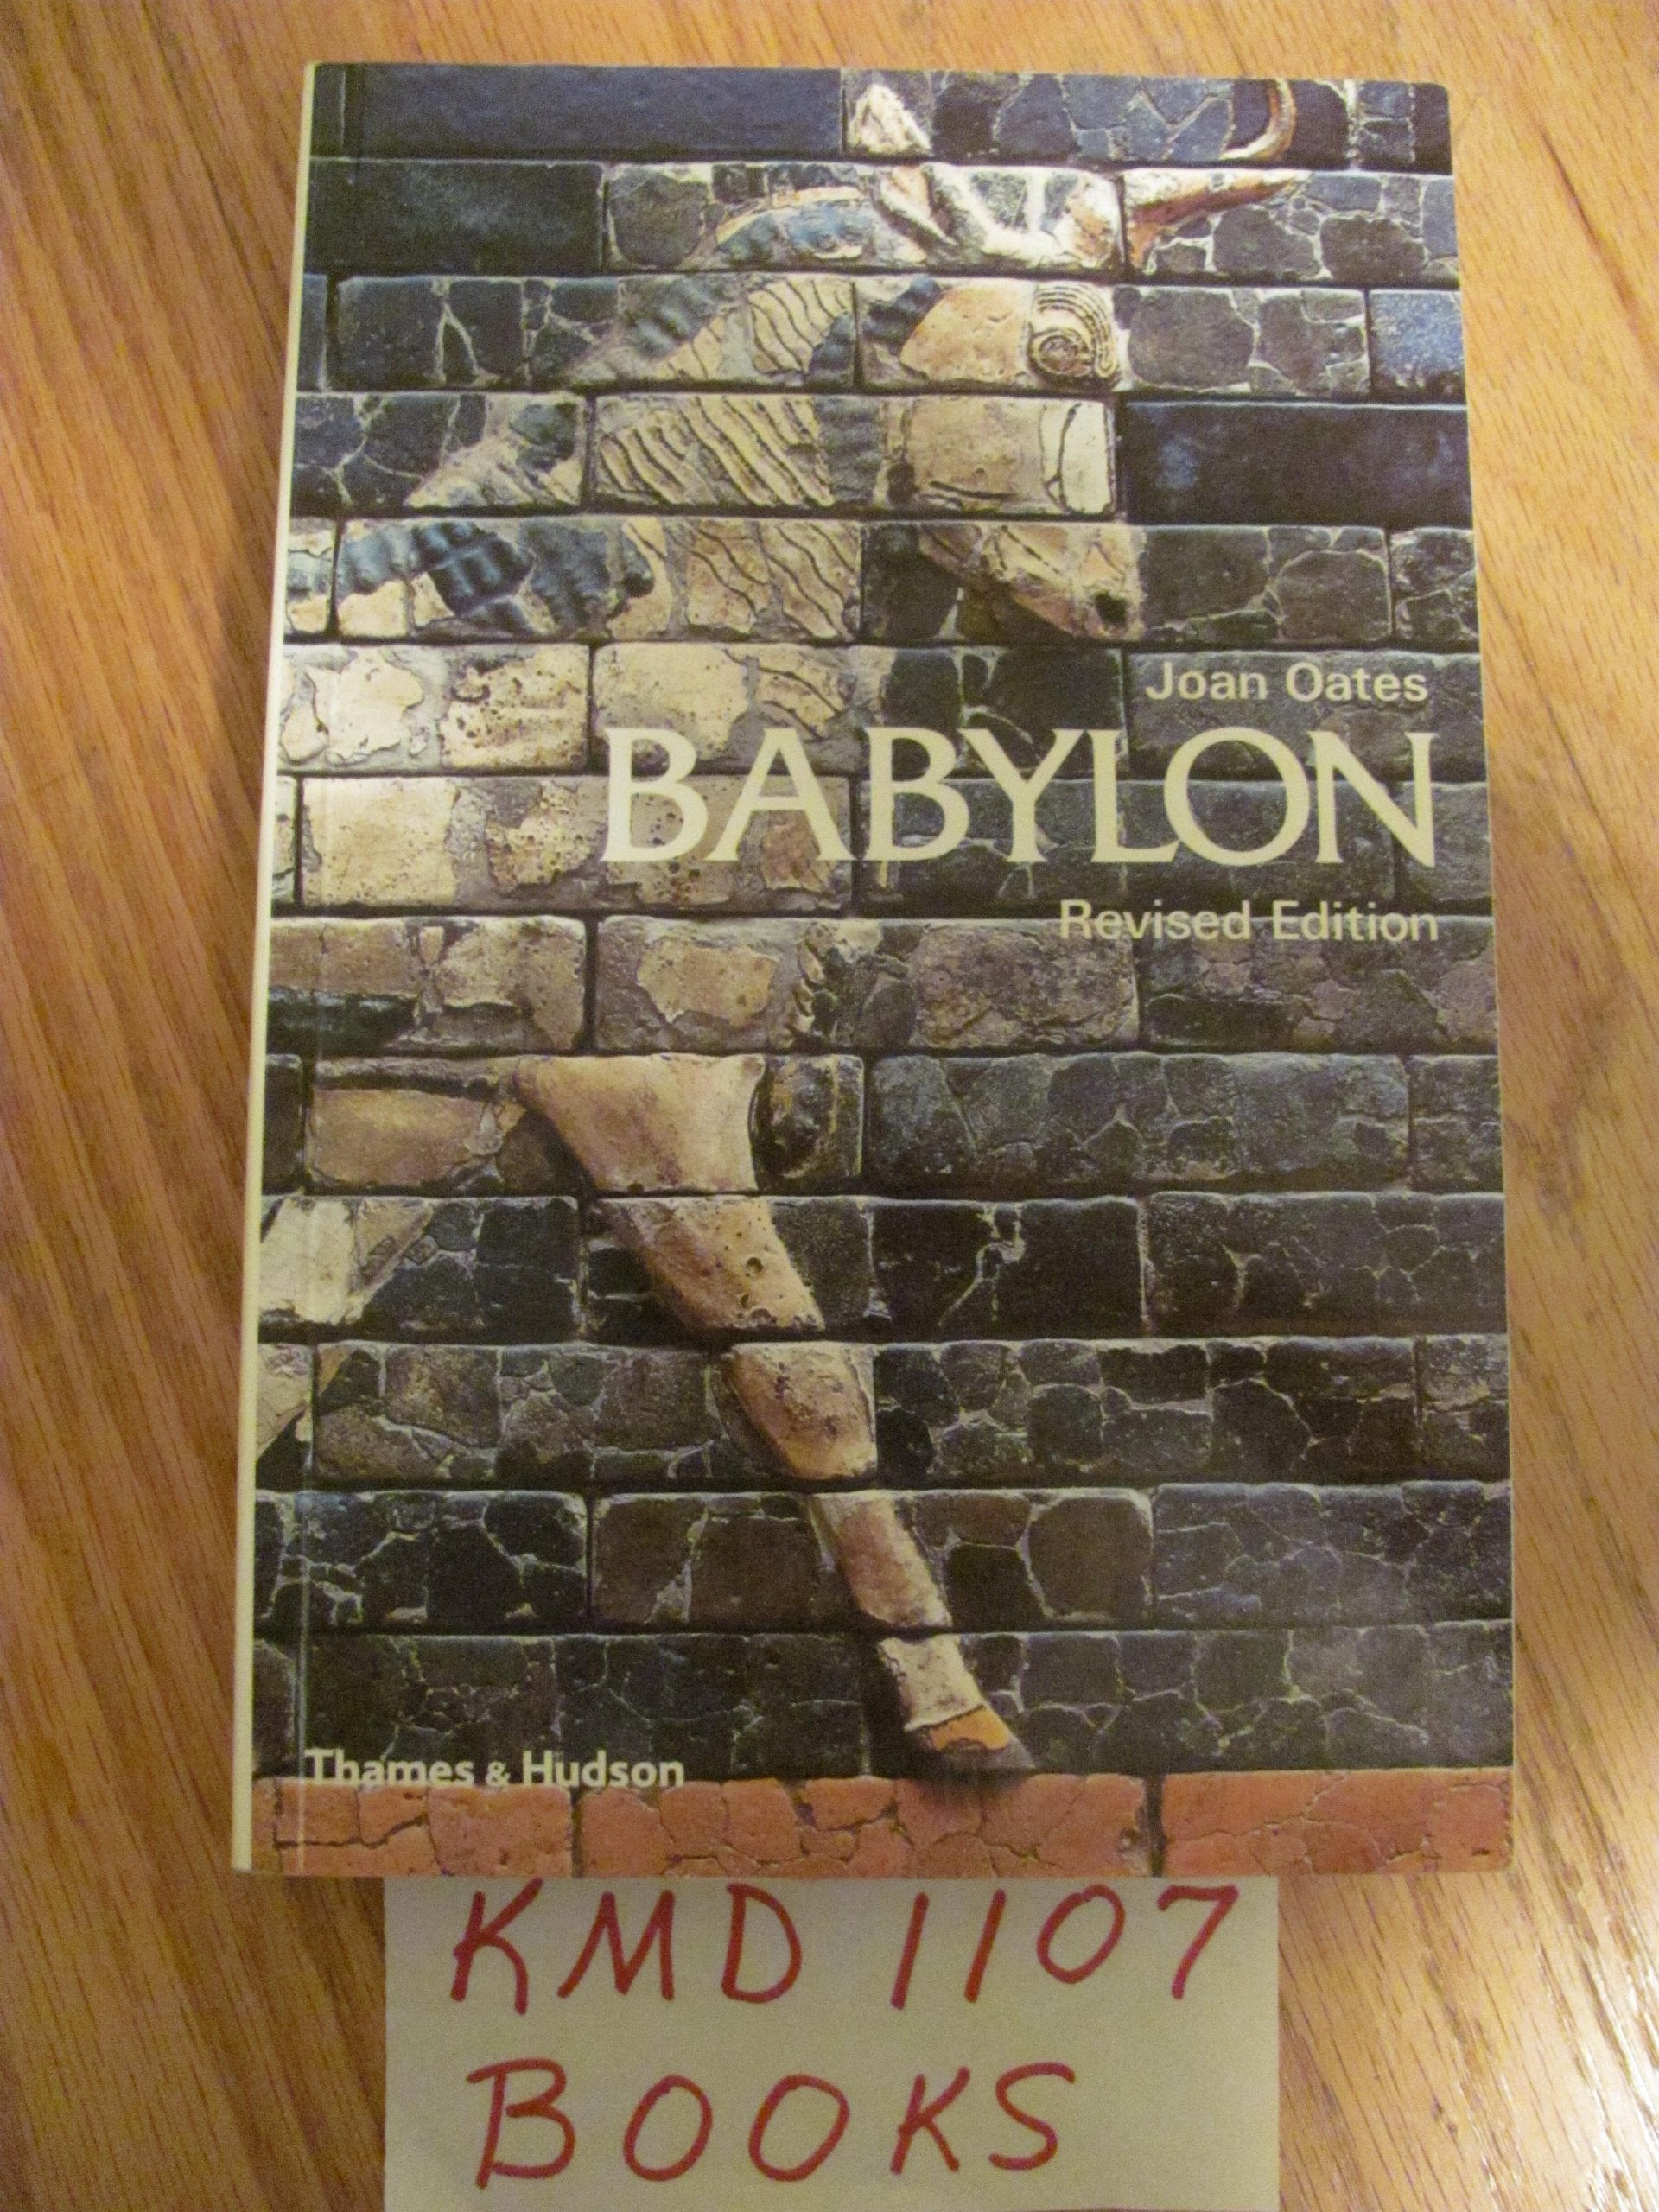 Joan Oates
BABYLON
Revised Edition
Thames & Hudson
KMD 1107
BOOKS